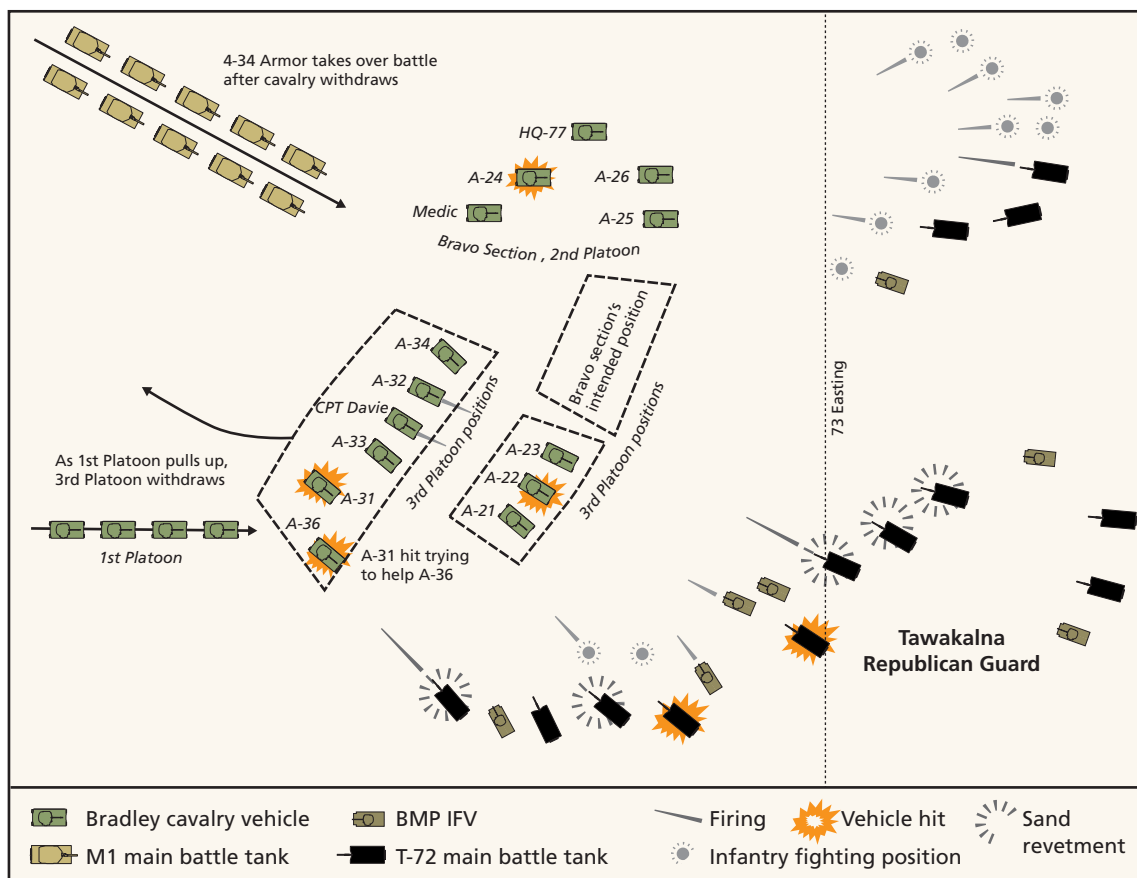 4-34 Armor takes over battle
after cavalry withdraws
HQ-77
A-24
A-26
Medic
A-25
Bravo Section , 2nd Platoon
Bravo section's
intended position
A-34
A-32
CPT Davie
A-33
A-31
A-36
3rd Platoon positions
A-23
A-22
A-21
3rd Platoon positions
73 Easting
As 1st Platoon pulls up,
3rd Platoon withdraws
1st Platoon
A-31 hit trying
to help A-36
Tawakalna
Republican Guard
Bradley cavalry vehicle
BMP IFV
Firing
Vehicle hit
Sand
revetment
M1 main battle tank
T-72 main battle tank
Infantry fighting position